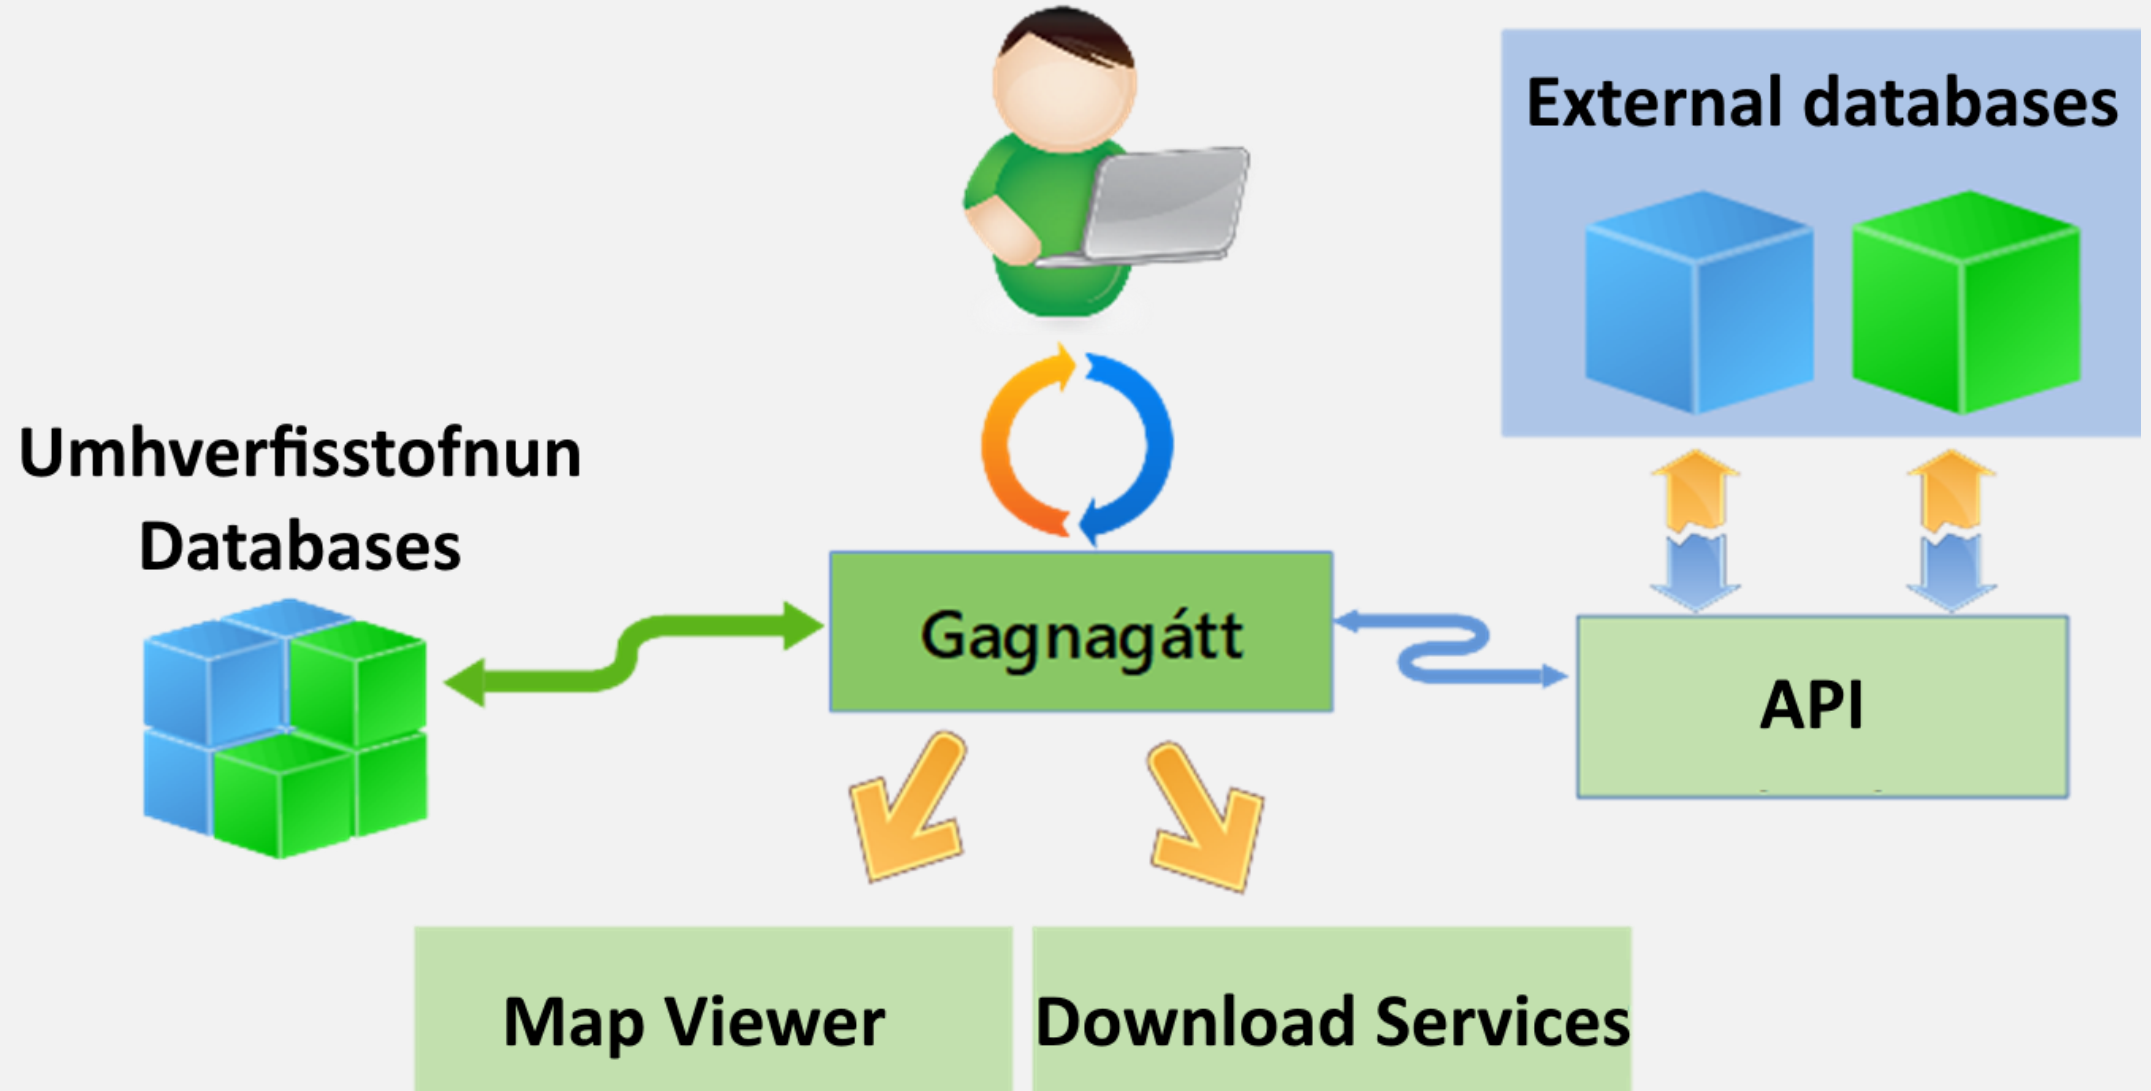 External databases
Umhverfisstofnun
Databases
Gagnagátt
API
Map Viewer
Download Services